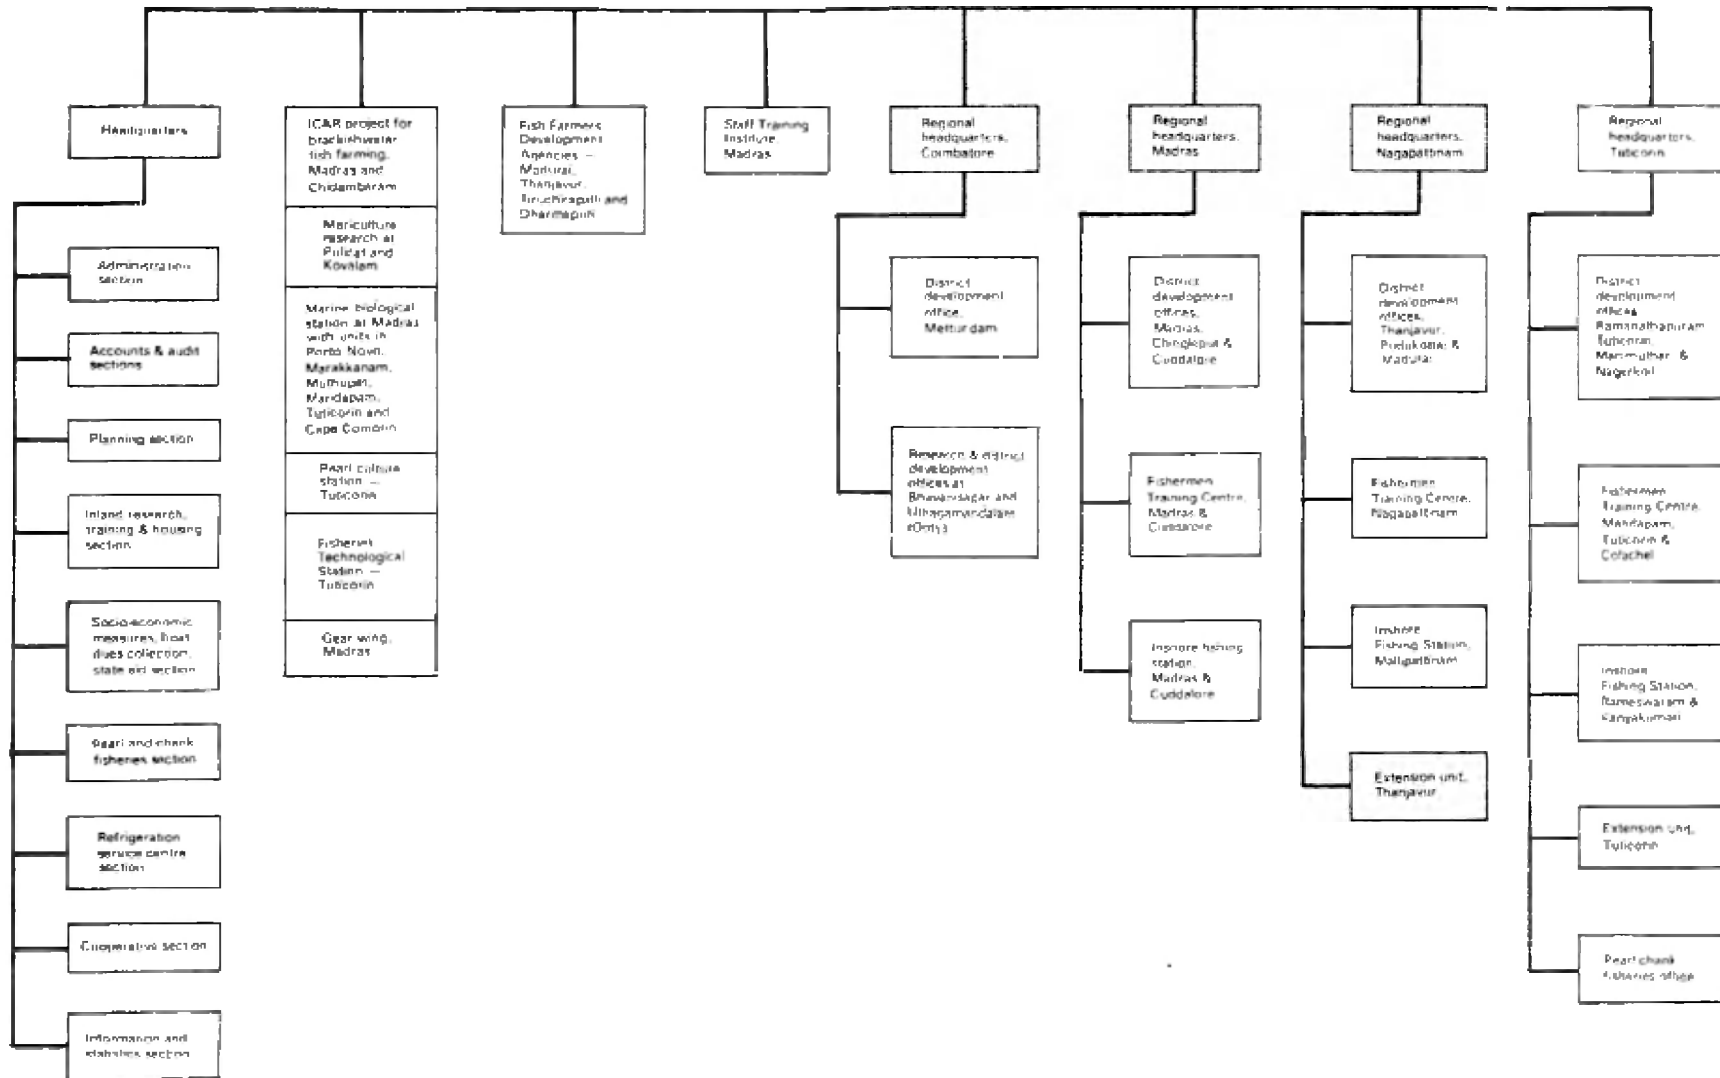 Headquarters
Administration
section
Accounts & audit
sections
Planning section
Inland research,
training & housing
section
Socio-economic
measures, boat
dues collection,
state aid section
Pearl and chank
fisheries section
Refrigeration
service centre
section
Cooperative section
Information and
statistics section
ICAR project for
brackishwater
fish farming,
Madras and
Chidambaram
Mariculture
research at
Pulicat and
Kovalam
Marine biological
station at Madras
with units in
Porto Novo,
Marakkanam,
Muthupet,
Mandapam,
Tuticorin and
Cape Comorin
Pearl culture
station —
Tuticorin
Fisheries
Technological
Station —
Tuticorin
Gear wing,
Madras
Fish Farmers
Development
Agencies —
Madurai,
Thanjavur,
Tiruchirapalli and
Dharmapuri
Staff Training
Institute,
Madras
Regional
headquarters,
Coimbatore
District
development
office,
Metturdam
Research & district
development
offices at
Bhavanisagar and
(Ooty)
Regional
headquarters,
Madras
District
development
offices,
Madras,
Chingleput &
Cuddalore
Fishermen
Training Centre,
Madras &
Cuddalore
Inshore fishing
station,
Madras &
Cuddalore
Regional
headquarters,
Nagapattinam
District
development
offices,
Thanjavur,
Pudukottai &
Madurai
Fishermen
Training Centre,
Nagapattinam
Inshore
Fishing Station,
Mallipattinam
Extension unit,
Thanjavur
Regional
headquarters,
Tuticorin
District
development
offices
Ramanathapuram,
Tuticorin,
&
Nagerkoil
Fishermen
Training Centre,
Mandapam,
Tuticorin &
Colachel
Inshore
Fishing Station,
Rameswaram &
Kanyakumari
Extension unit,
Tuticorin
Pearl chank
fisheries office